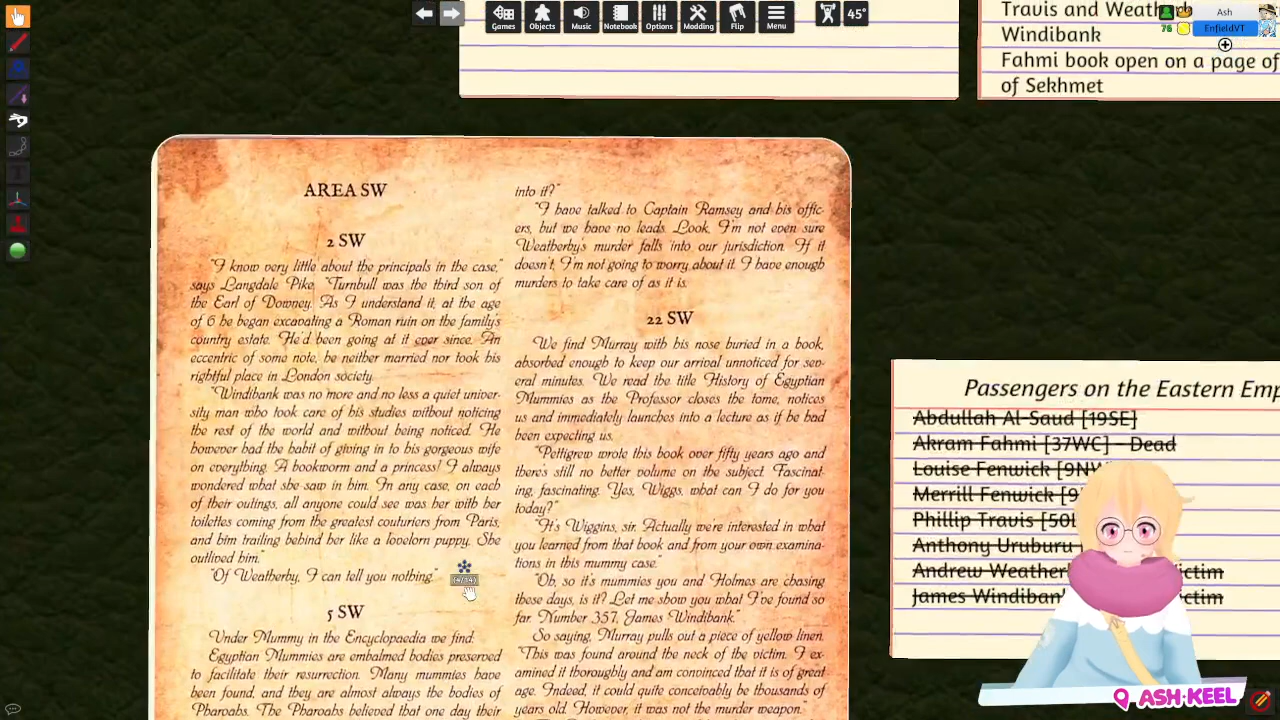 Games
Objects
Music
Notebook
Options
Modding
Flip
Menu
45°
76
Ash
EnfieldVT
Travis and Weatherb
Windibank
Fahmi book open on a page of
of Sekhmet
AREA SW
2 SW
"I know very little about the principals in the case,"
says Langdale Pike. "Turnbull was the third son of
the Earl of Downey. As I understand it, at the age
of 6 he began excavating a Roman ruin on the family's
country estate. He'd been going at it ever since. An
eccentric of some note, he neither married nor took his
rightful place in London society.
"Windibank was no more and no less a quiet univer-
sity man who took care of his studies without noticing
the rest of the world and without being noticed. He
however had the habit of giving in to his gorgeous wife
on everything. A bookworm and a princess! I always
wondered what she saw in him. In any case, on each
of their outings, all anyone could see was her with her
toilettes coming from the greatest couturiers from Paris,
and him trailing behind her like a lovelorn puppy. She
outlived him."
"Of Weatherby, I can tell you nothing."
5 SW
Under Mummy in the Encyclopaedia we find:
Egyptian Mummies are embalmed bodies preserved
to facilitate their resurrection. Many mummies have
been found, and they are almost always the bodies of
Pharoahs. The Pharoahs believed that one day their
into it?"
"I have talked to Captain Ramsey and his offic-
ers, but we have no leads. Look, I'm not even sure
Weatherby's murder falls into our jurisdiction. If it
doesn't, I'm not going to worry about it. I have enough
murders to take care of as it is.
22 SW
We find Murray with his nose buried in a book,
absorbed enough to keep our arrival unnoticed for sev-
eral minutes. We read the title History of Egyptian
Mummies as the Professor closes the tome, notices
us and immediately launches into a lecture as if he had
been expecting us.
"Pettigrew wrote this book over fifty years ago and
there's still no better volume on the subject. Fascinat-
ing, fascinating. Yes, Wiggs, what can I do for you
today?"
"It's Wiggins, sir. Actually we're interested in what
you learned from that book and from your own examina-
tions in this mummy case."
"Oh, so it's mummies you and Holmes are chasing
these days, is it? Let me show you what I've found so
far. Number 357, James Windibank."
So saying, Murray pulls out a piece of yellow linen.
"This was found around the neck of the victim. I ex-
amined it thoroughly and am convinced that it is of great
age. Indeed, it could quite conceivably be thousands of
years old. However, it was not the murder weapon."
Passengers on the Eastern Emp
Abdullah Al-Saud [19SE]
Akram Fahmi [37WC] - Dead
Louise Fenwick [9NW
Merrill Fenwick [9
Phillip Travis [50
Anthony Uruburu
Andrew Weather
ictim
James Windiban
ictim
ASH·KEEL